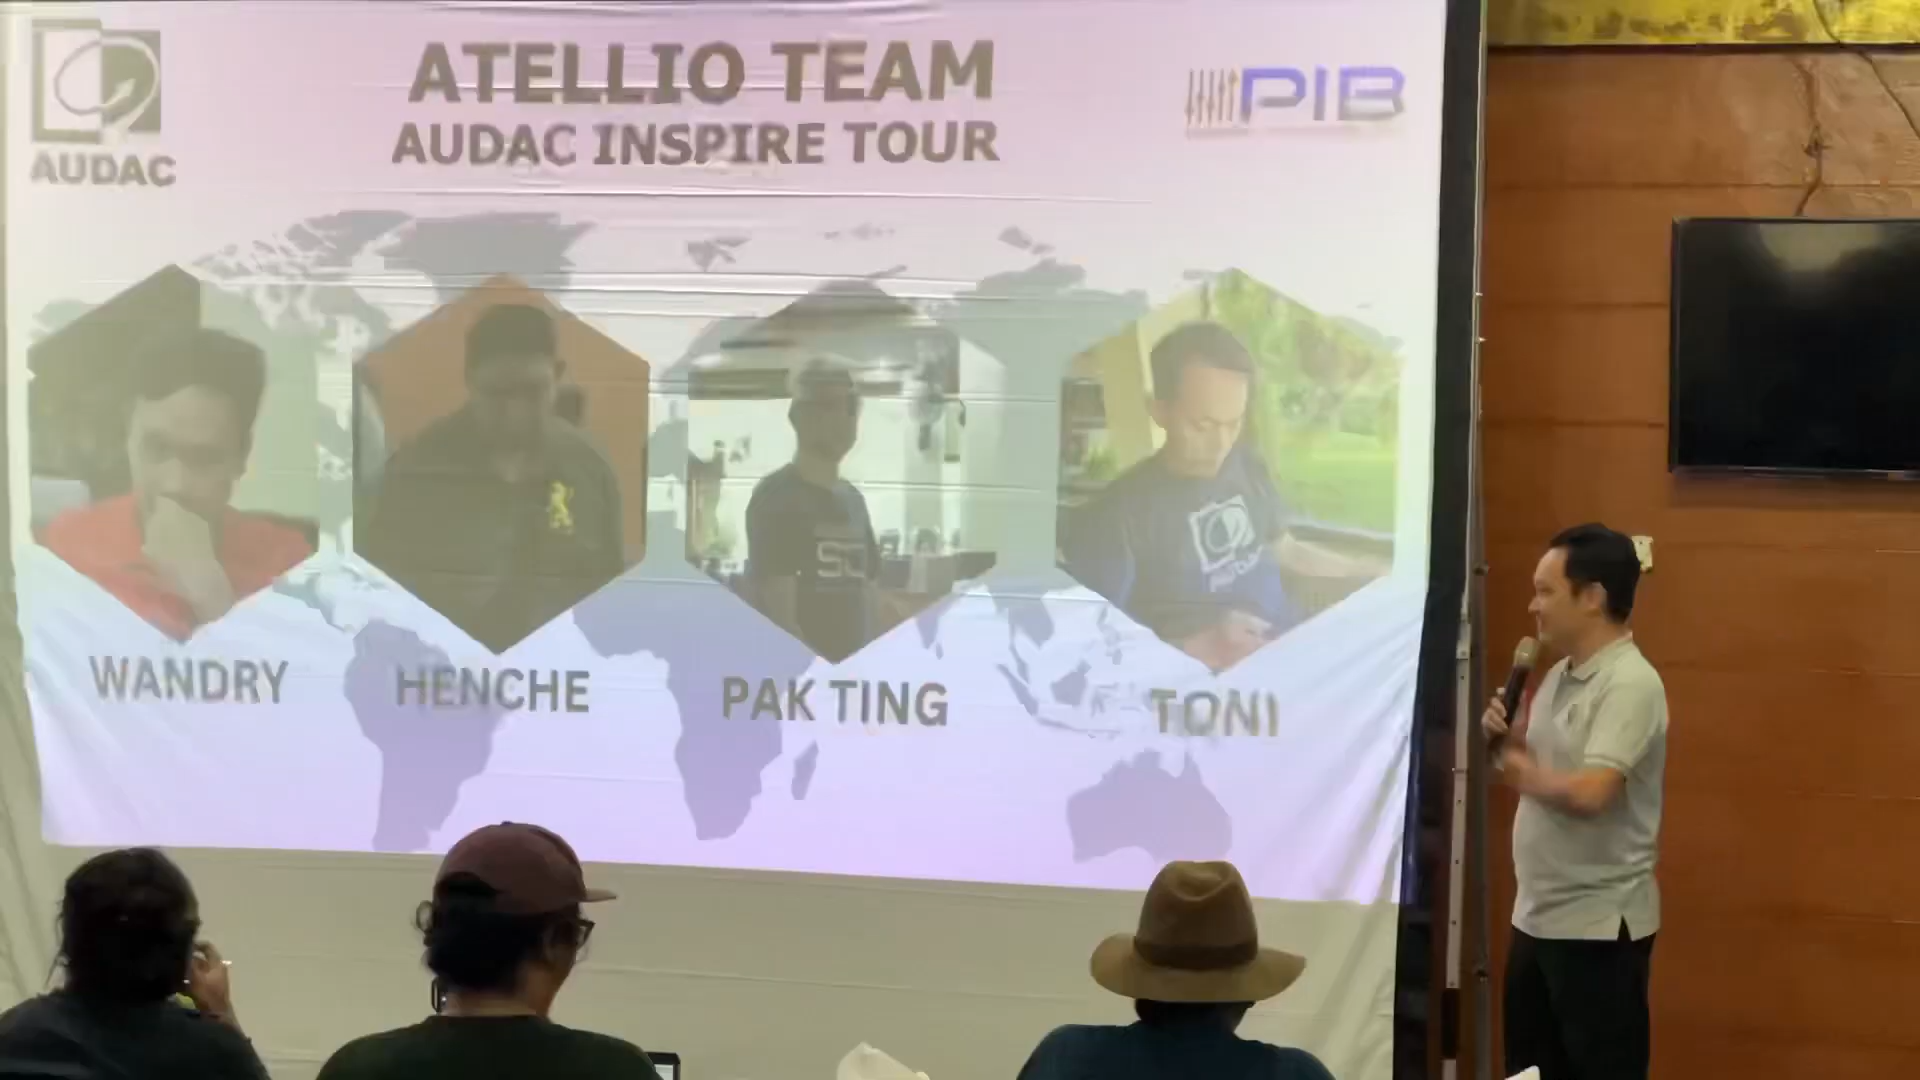 ATELLIO TEAM
AUDAC INSPIRE TOUR
AUDAC
PIB
WANDRY
HENCHE
PAK TING
TONI